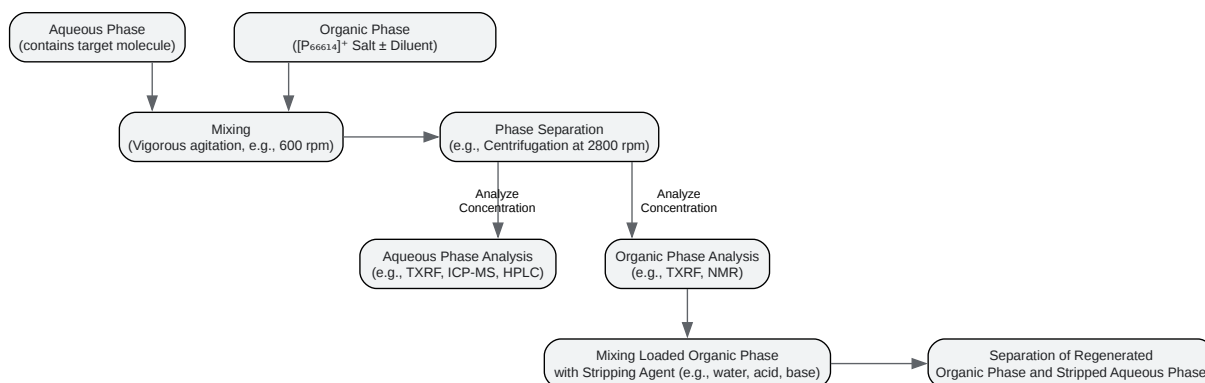 Aqueous Phase
(contains target molecule)
Organic Phase
([P₆₆₆₁₄]⁺ Salt ± Diluent)
Mixing
(Vigorous agitation, e.g., 600 rpm)
Phase Separation
(e.g., Centrifugation at 2800 rpm)
Analyze
Concentration
Analyze
Concentration
Aqueous Phase Analysis
(e.g., TXRF, ICP-MS, HPLC)
Organic Phase Analysis
(e.g., TXRF, NMR)
Mixing Loaded Organic Phase
with Stripping Agent (e.g., water, acid, base)
Separation of Regenerated
Organic Phase and Stripped Aqueous Phase